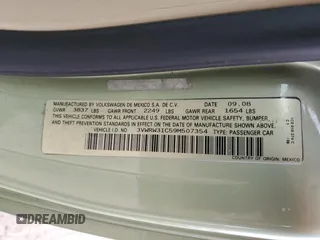 MANUFACTURED BY VOLKSWAGEN DE MEXICO S.A. DE C.V. 09.08
GVWR 3837 LBS GAWR FRONT 2249 LBS GAWR REAR 1654 LBS
THIS VEHICLE CONFORMS TO ALL APPLICABLE
U.S. FEDERAL MOTOR VEHICLE SAFETY, BUMPER, AND THEFT
PREVENTION STANDARDS IN EFFECT ON THE DATE OF MANUFACTURE SHOWN ABOVE.
VEHICLE I.D. NO.: 3VWRW31C59M507354 TYPE: PASSENGER CAR
COUNTRY OF ORIGIN: MEXICO
DREAMBID